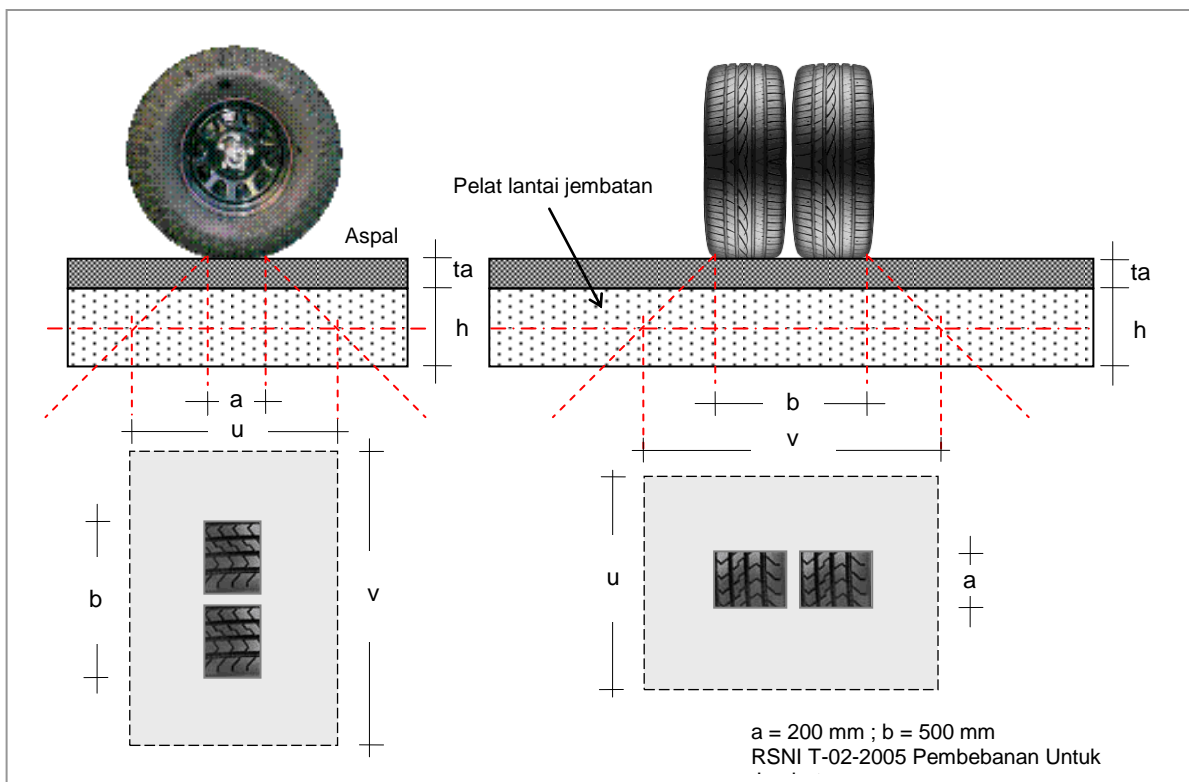 Pelat lantai jembatan
Aspal
ta
ta
h
h
a
u
b
v
b
v
u
a
a = 200 mm ; b = 500 mm
RSNI T-02-2005 Pembebanan Untuk